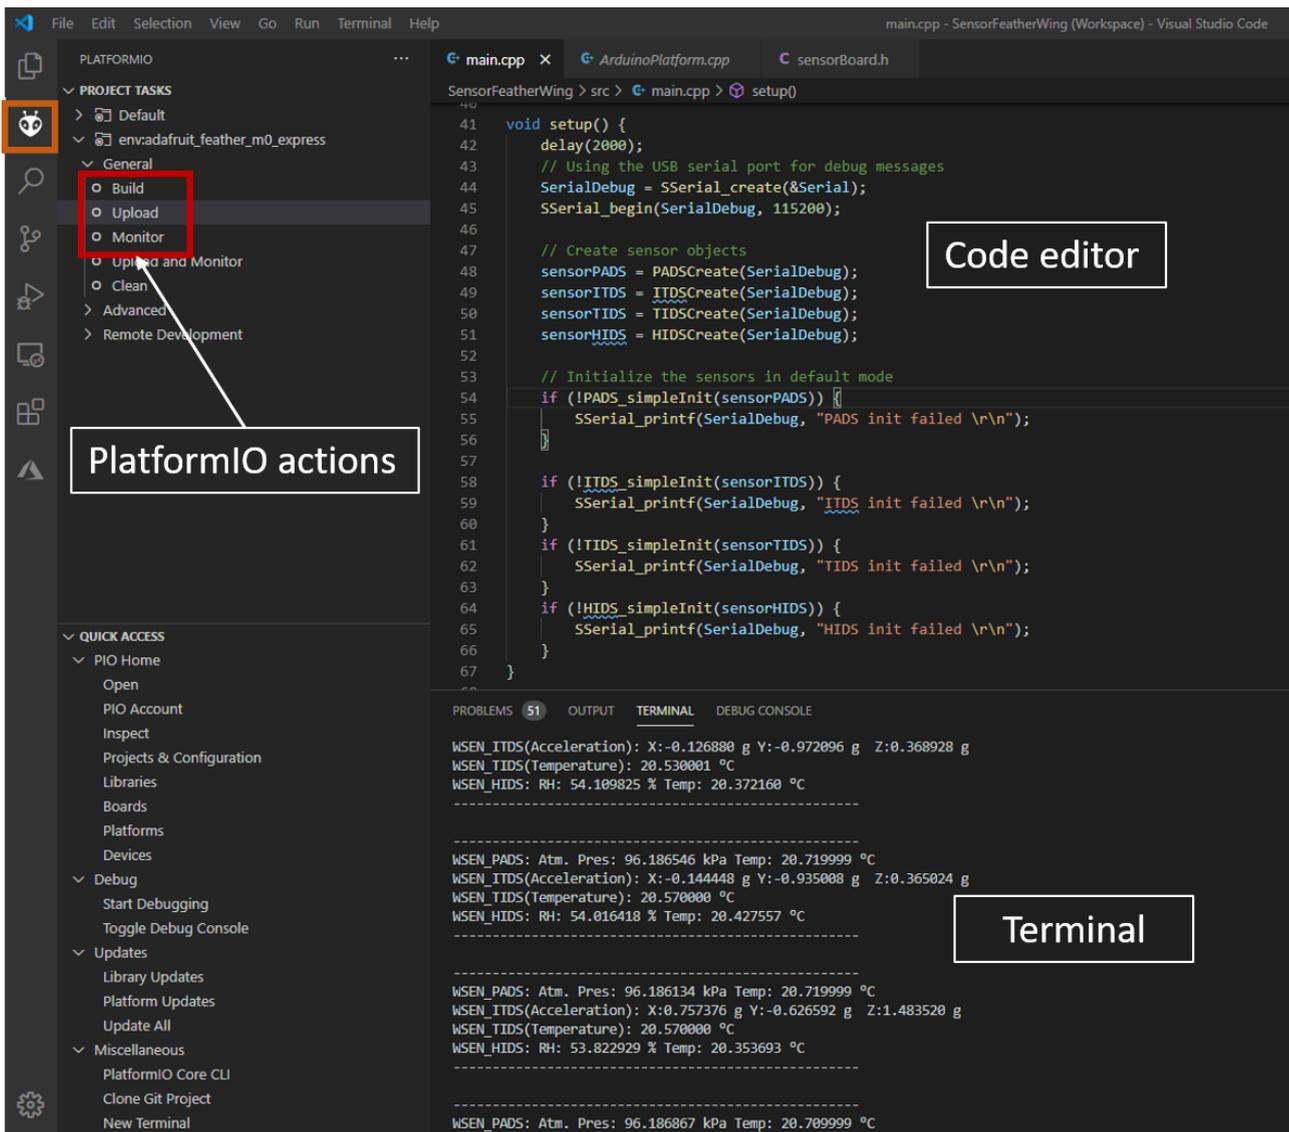 File Edit Selection View Go Run Terminal Help
main.cpp - SensorFeatherWing (Workspace) - Visual Studio Code
PLATFORMIO
PROJECT TASKS
Default
env:adafruit_feather_m0_express
General
Build
Upload
Monitor
Upload and Monitor
Clean
Advanced
Remote Development
PlatformIO actions
QUICK ACCESS
PIO Home
Open
PIO Account
Inspect
Projects & Configuration
Libraries
Boards
Platforms
Devices
Debug
Start Debugging
Toggle Debug Console
Updates
Library Updates
Platform Updates
Update All
Miscellaneous
PlatformIO Core CLI
Clone Git Project
New Terminal
main.cpp ArduinoPlatform.cpp C sensorBoard.h
SensorFeatherWing > src > main.cpp > setup()
40
41 void setup() {
42 delay(2000);
43 // Using the USB serial port for debug messages
44 SerialDebug = SSerial_create(&Serial);
45 SSerial_begin(SerialDebug, 115200);
46
47 // Create sensor objects
48 sensorPADS = PADSCreate(SerialDebug);
49 sensorITDS = ITDSCreate(SerialDebug);
50 sensorTIDS = TIDSCreate(SerialDebug);
51 sensorHIDS = HIDSCreate(SerialDebug);
52
53 // Initialize the sensors in default mode
54 if (!PADS_simpleInit(sensorPADS)) {
55 SSerial_printf(SerialDebug, "PADS init failed \r\n");
56 }
57
58 if (!ITDS_simpleInit(sensorITDS)) {
59 SSerial_printf(SerialDebug, "ITDS init failed \r\n");
60 }
61 if (!TIDS_simpleInit(sensorTIDS)) {
62 SSerial_printf(SerialDebug, "TIDS init failed \r\n");
63 }
64 if (!HIDS_simpleInit(sensorHIDS)) {
65 SSerial_printf(SerialDebug, "HIDS init failed \r\n");
66 }
67 }
Code editor
PROBLEMS 51 OUTPUT TERMINAL DEBUG CONSOLE
WSEN_ITDS(Acceleration): X:-0.126880 g Y:-0.972096 g Z:0.368928 g
WSEN_TIDS(Temperature): 20.530001 ºC
WSEN_HIDS: RH: 54.109825 % Temp: 20.372160 ºC
----------------------------------------------------
----------------------------------------------------
WSEN_PADS: Atm. Pres: 96.186546 kPa Temp: 20.719999 ºC
WSEN_ITDS(Acceleration): X:-0.144448 g Y:-0.935008 g Z:0.365024 g
WSEN_TIDS(Temperature): 20.570000 ºC
WSEN_HIDS: RH: 54.016418 % Temp: 20.427557 ºC
----------------------------------------------------
Terminal
----------------------------------------------------
WSEN_PADS: Atm. Pres: 96.186134 kPa Temp: 20.719999 ºC
WSEN_ITDS(Acceleration): X:0.757376 g Y:-0.626592 g Z:1.483520 g
WSEN_TIDS(Temperature): 20.570000 ºC
WSEN_HIDS: RH: 53.822929 % Temp: 20.353693 ºC
----------------------------------------------------
----------------------------------------------------
WSEN_PADS: Atm. Pres: 96.186867 kPa Temp: 20.709999 ºC